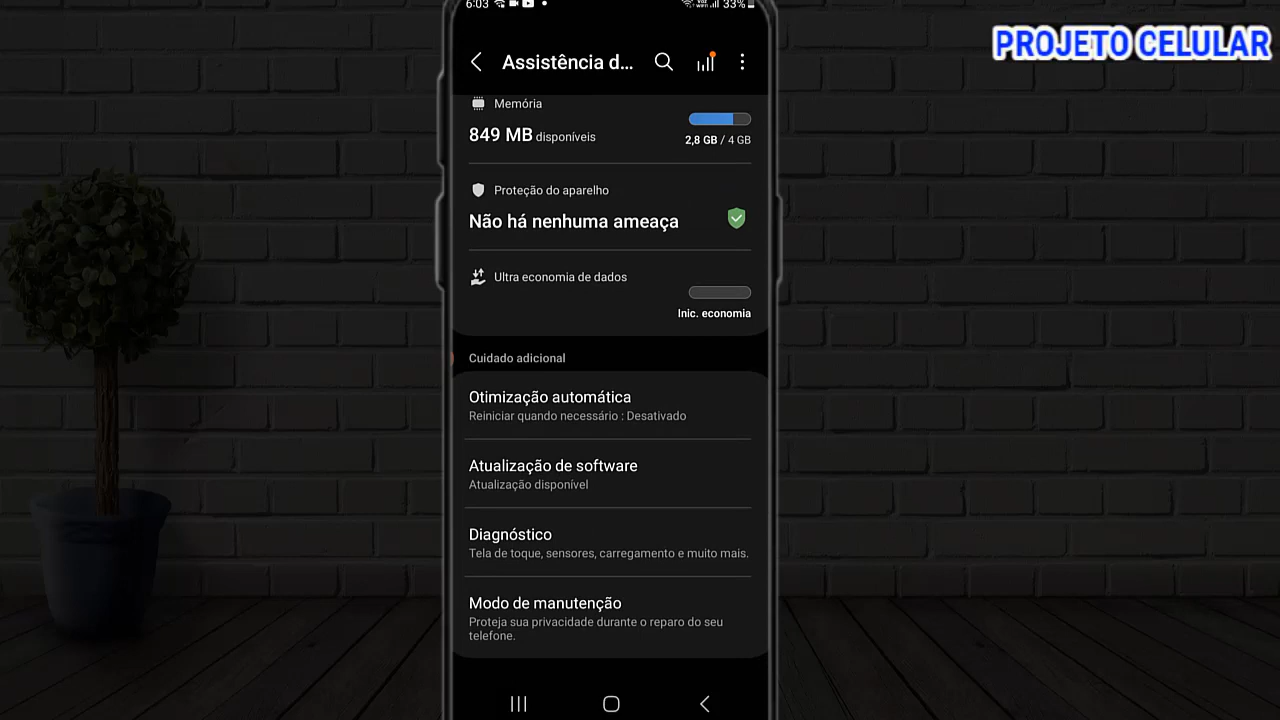 PROJETO CELULAR
6:03
33%
Assistência d...
Memória
849 MB disponíveis
2,8 GB / 4 GB
Proteção do aparelho
Não há nenhuma ameaça
Ultra economia de dados
Inic. economia
Cuidado adicional
Otimização automática
Reiniciar quando necessário : Desativado
Atualização de software
Atualização disponível
Diagnóstico
Tela de toque, sensores, carregamento e muito mais.
Modo de manutenção
Proteja sua privacidade durante o reparo do seu
telefone.